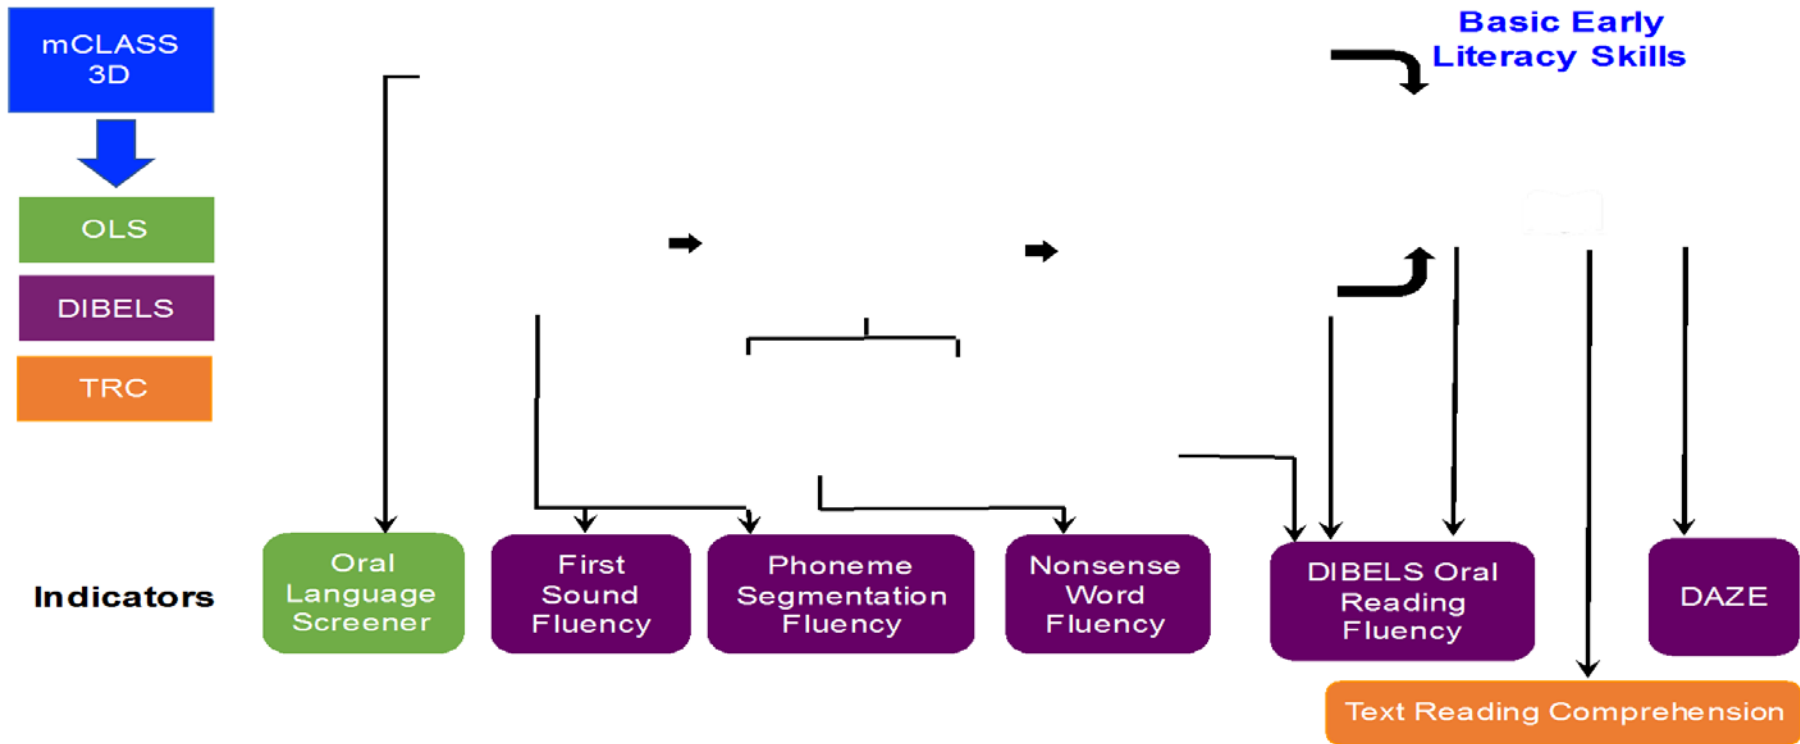 mCLASS
3D
Basic Early
Literacy Skills
OLS
DIBELS
TRC
Indicators
Oral
Language
Screener
First
Sound
Fluency
Phoneme
Segmentation
Fluency
Nonsense
Word
Fluency
DIBELS Oral
Reading
Fluency
DAZE
Text Reading Comprehension